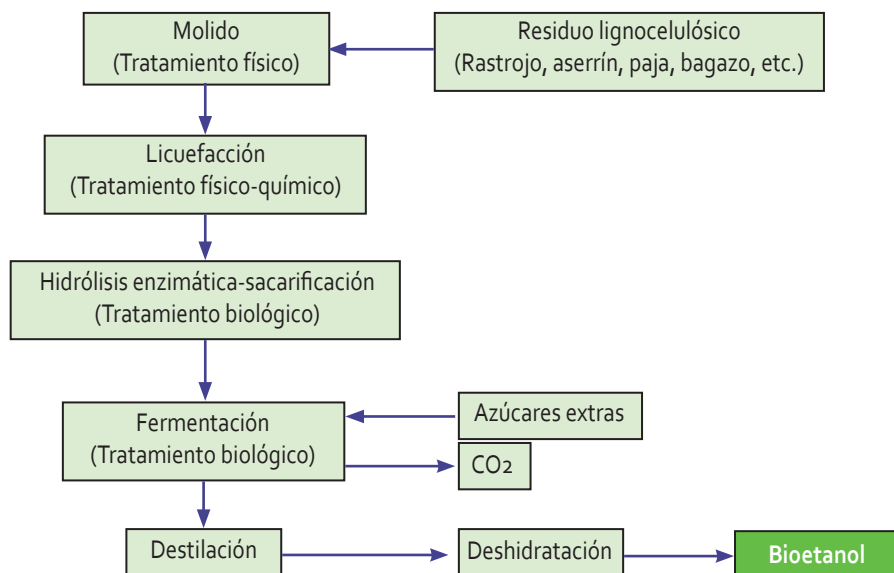 Molido
(Tratamiento físico)
Residuo lignocelulósico
(Rastrojo, aserrín, paja, bagazo, etc.)
Licuefacción
(Tratamiento físico-químico)
Hidrólisis enzimática-sacarificación
(Tratamiento biológico)
Fermentación
(Tratamiento biológico)
Azúcares extras
CO2
Destilación
Deshidratación
Bioetanol